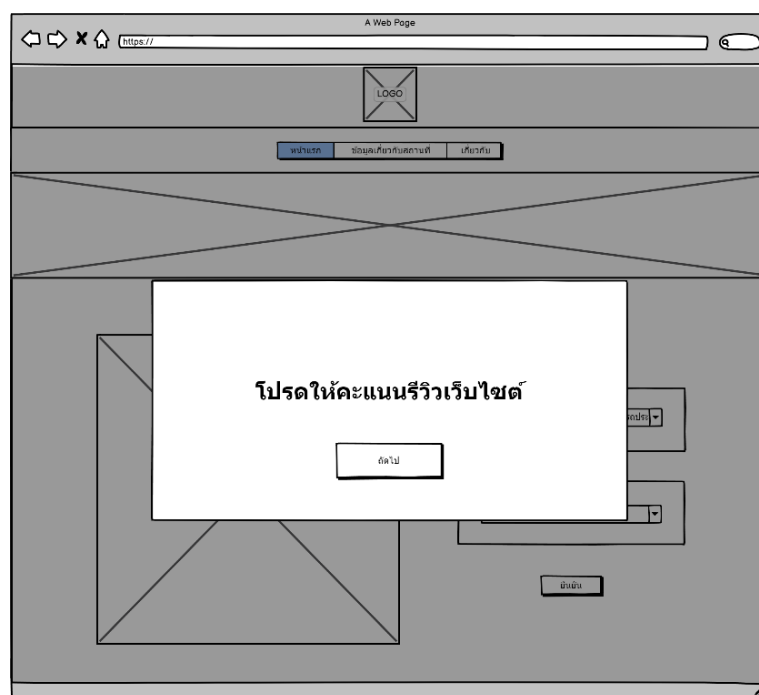 A Web Page
https://
LOGO
หน้าแรก
ข้อมูลเกี่ยวกับสถานที่
เกี่ยวกับ
โปรดให้คะแนนรีวิวเว็บไซต์
ถัดไป
ยืนยัน